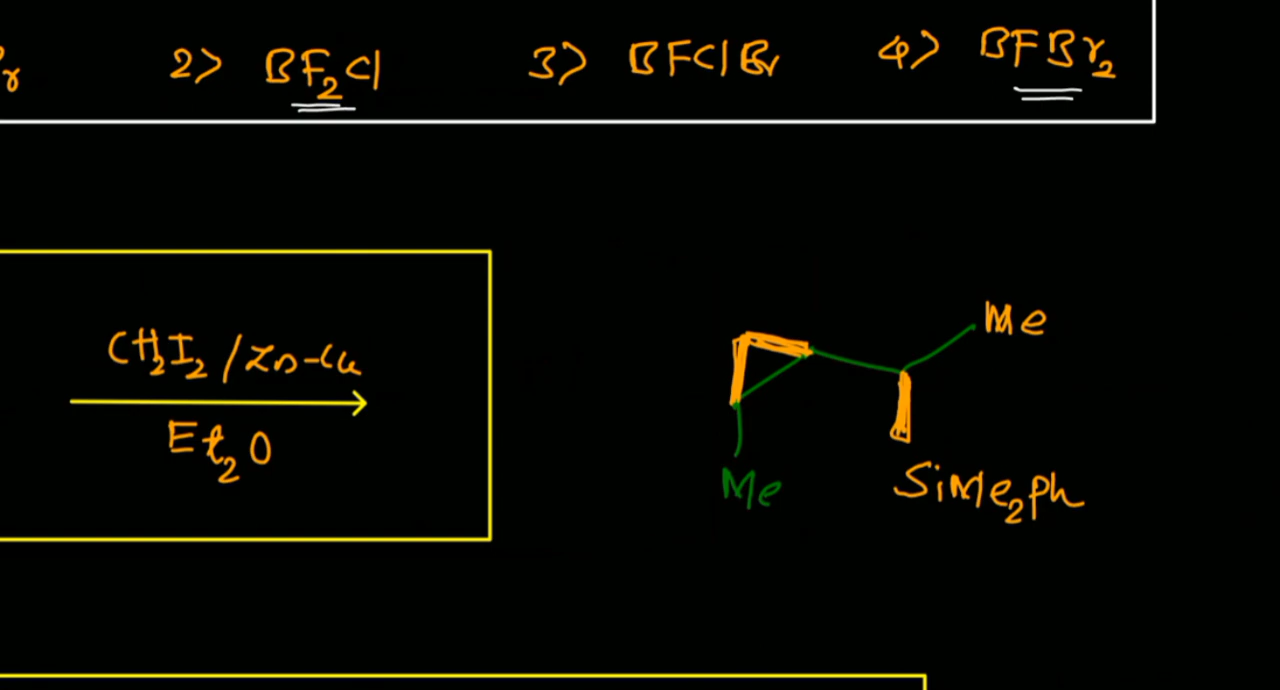 r 2> BF₂Cl 3> BFClBr 4> BFBr₂
CH₂I₂/Zn-Cu
Et₂O
Me
Me
SiMe₂Ph